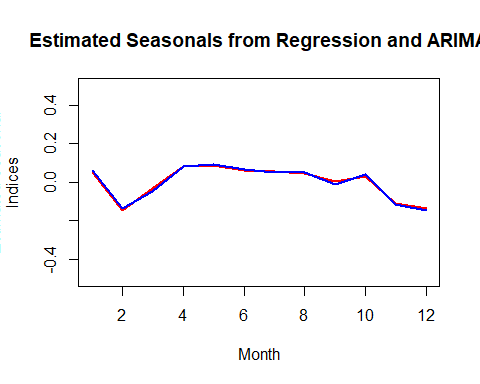 Estimated Seasonals from Regression and ARIMA
0.4
0.2
0.0
-0.4
Indices
2 4 6 8 10 12
Month